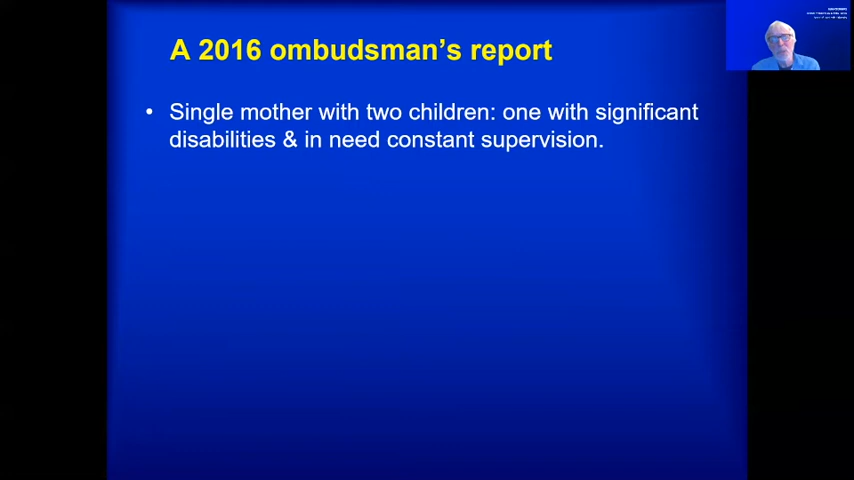 A 2016 ombudsman's report
• Single mother with two children: one with significant
disabilities & in need constant supervision.